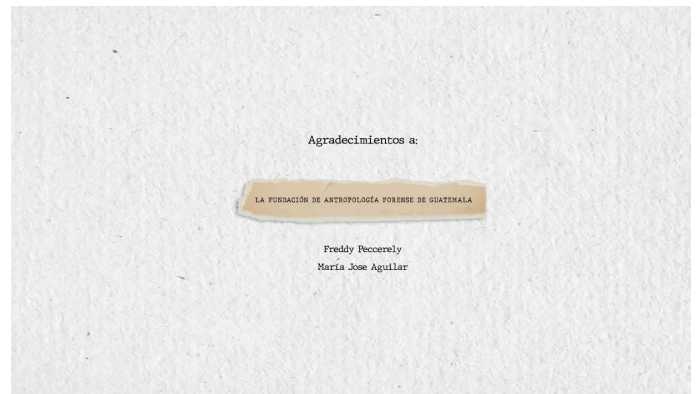 Agradecimientos a:
LA FUNDACIÓN DE ANTROPOLOGÍA FORENSE DE GUATEMALA
Freddy Peccerely
María Jose Aguilar